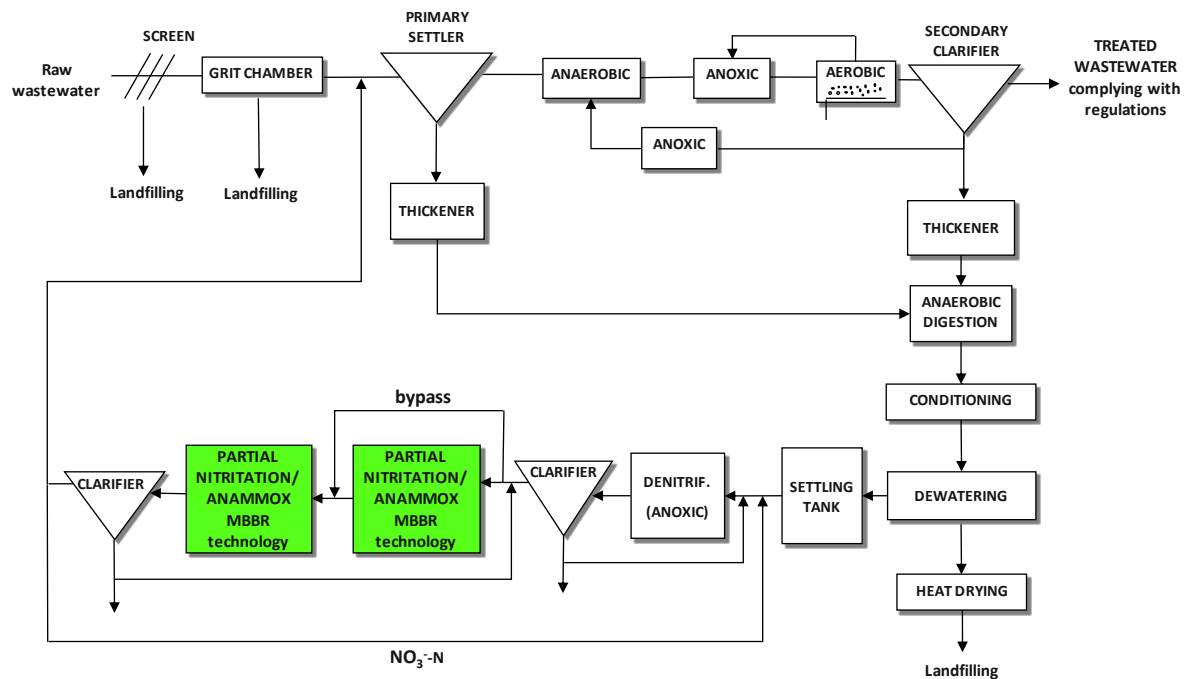 PRIMARY
SETTLER
SCREEN
SECONDARY
CLARIFIER
TREATED
WASTEWATER
complying with
regulations
Raw
wastewater
GRIT CHAMBER
ANAEROBIC
ANOXIC
AEROBIC
ANOXIC
Landfilling
Landfilling
THICKENER
THICKENER
ANAEROBIC
DIGESTION
CONDITIONING
bypass
CLARIFIER
PARTIAL
NITRITATION/
ANAMMOX
MBBR
technology
PARTIAL
NITRITATION/
ANAMMOX
MBBR
technology
CLARIFIER
DENITRIF.
(ANOXIC)
SETTLING
TANK
DEWATERING
HEAT DRYING
NO₃⁻-N
Landfilling